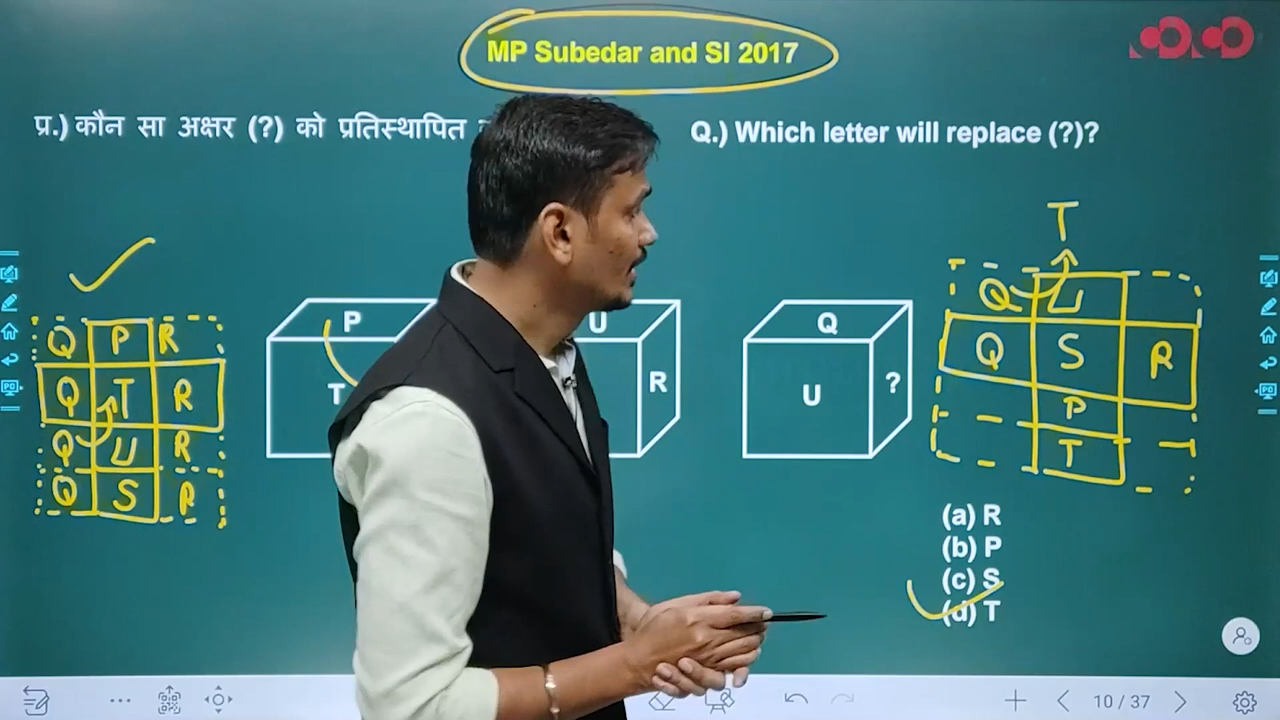 MP Subedar and SI 2017
प्र.) कौन सा अक्षर (?) को प्रतिस्थापित
Q.) Which letter will replace (?)?
T
Q U
Q S R
P
T
Q P R
Q T R
Q U R
Q S R
P
T
U
R
Q
U ?
(a) R
(b) P
(c) S
(d) T
10 / 37